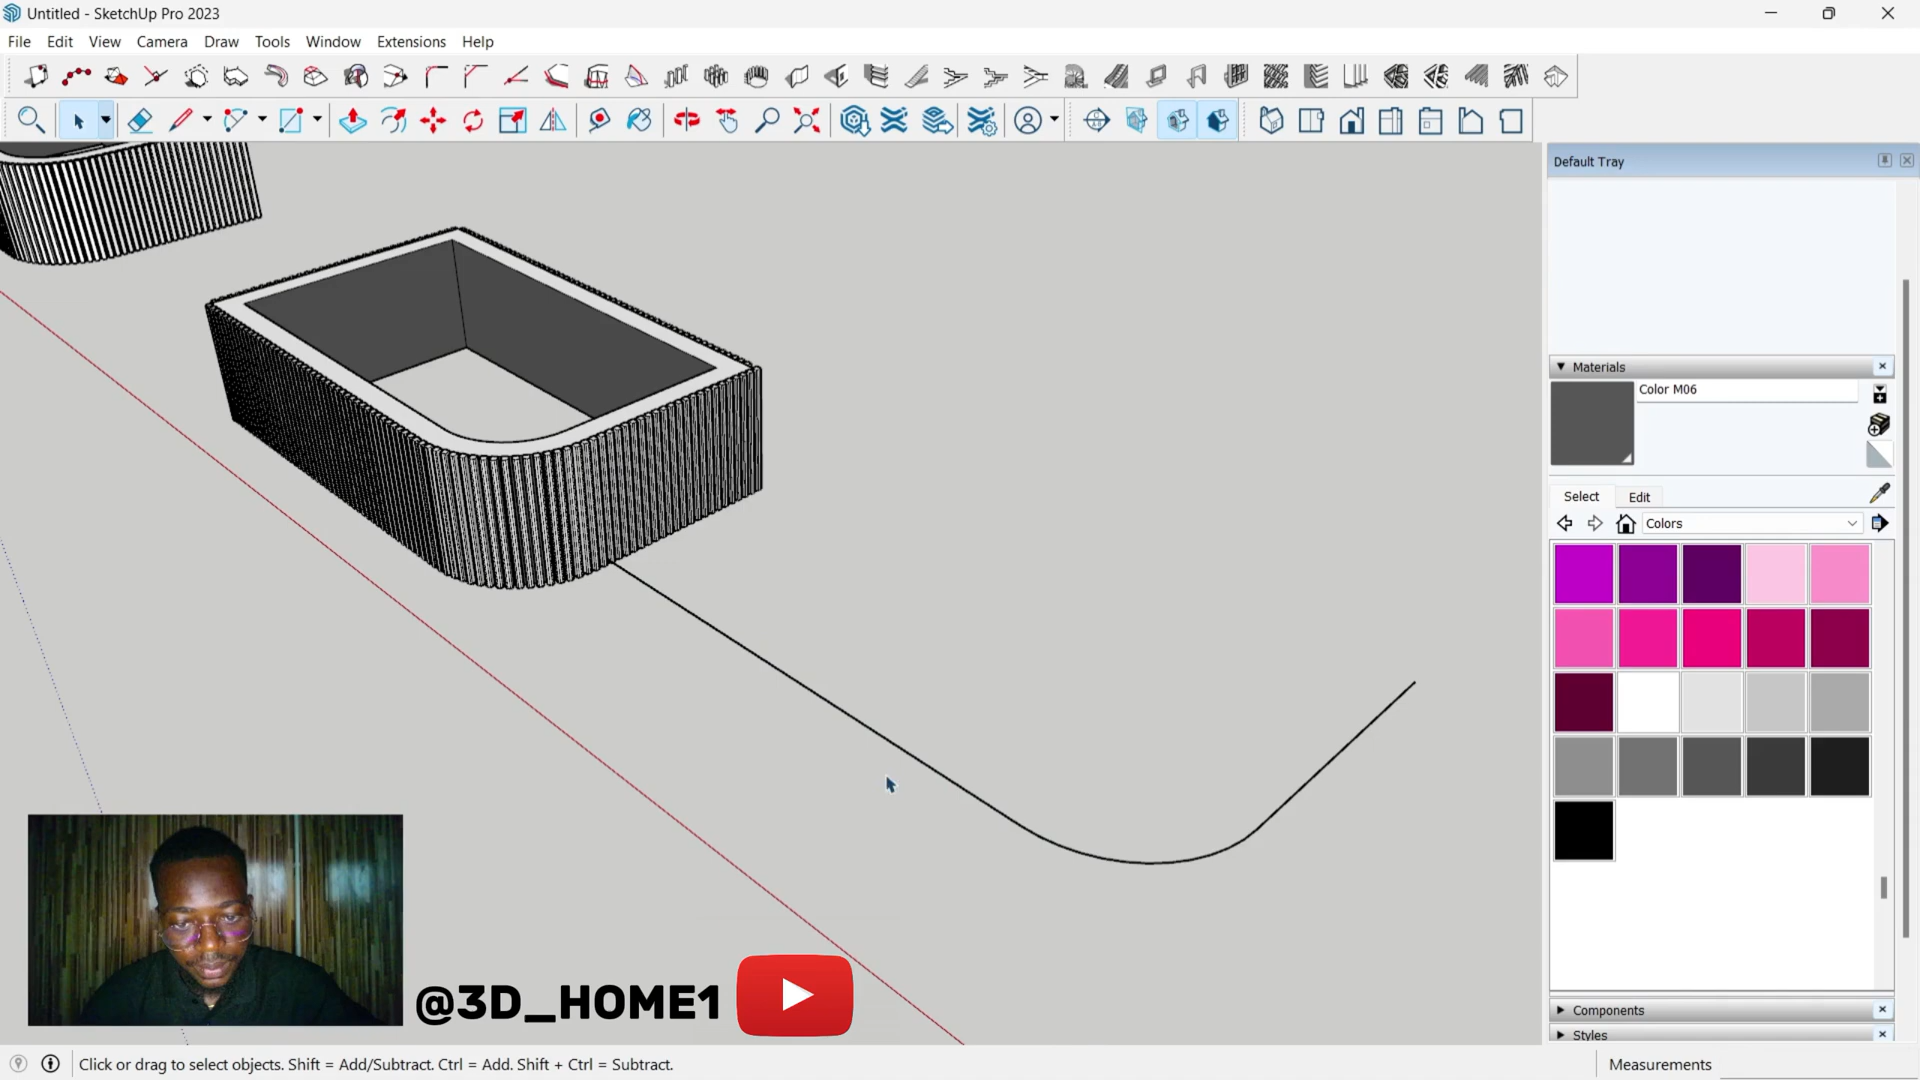 Untitled - SketchUp Pro 2023
File Edit View Camera Draw Tools Window Extensions Help
Default Tray
Materials
Color M06
Select Edit
Colors
@3D_HOME1
Components
Styles
Click or drag to select objects. Shift = Add/Subtract. Ctrl = Add. Shift + Ctrl = Subtract.
Measurements